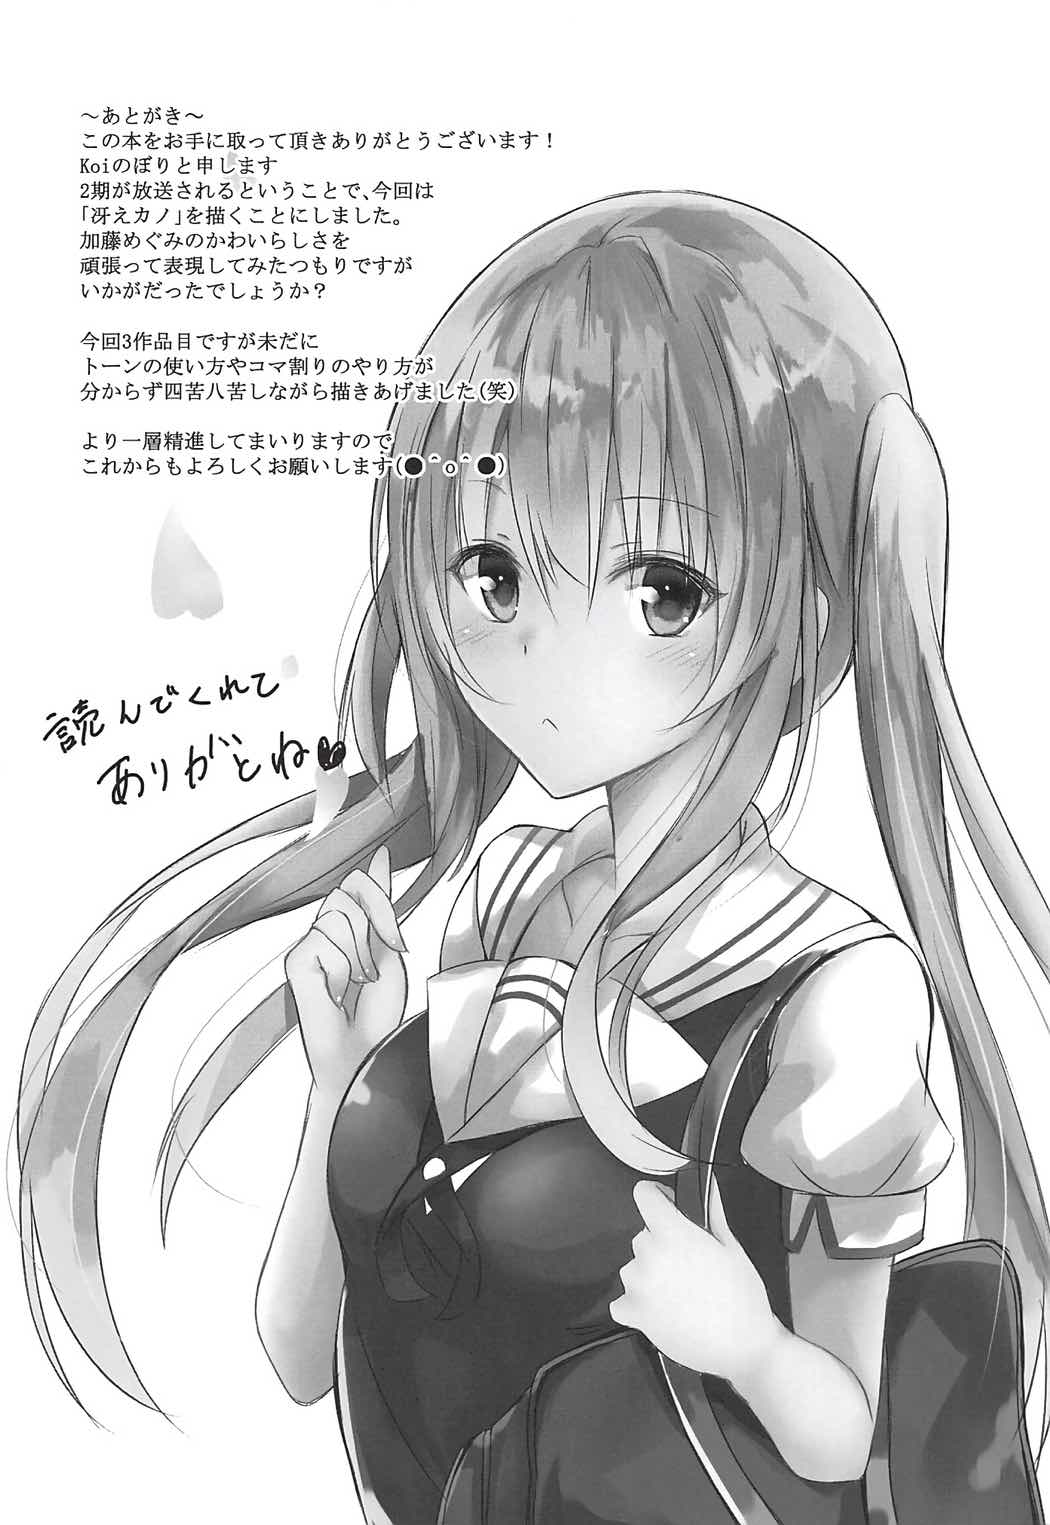 ～あとがき～
この本をお手に取って頂きありがとうございます！
Koiのぼりと申します
2期が放送されるということで、今回は
「冴えカノ」を描くことにしました。
加藤めぐみのかわいらしさを
頑張って表現してみたつもりですが
いかがだったでしょうか？
今回3作品目ですが未だに
トーンの使い方やコマ割りのやり方が
分からず四苦八苦しながら描きあげました(笑)
より一層精進してまいりますので
これからもよろしくお願いします(●＾o＾●)
読んでくれて
ありがとね♥